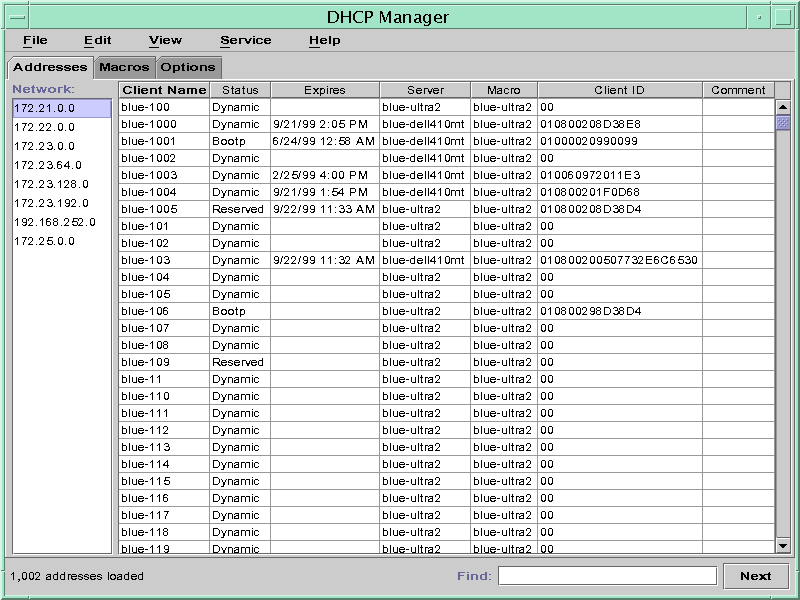 DHCP Manager
File Edit View Service Help
Addresses Macros Options
Network:
172.21.0.0
172.22.0.0
172.23.0.0
172.23.64.0
172.23.128.0
172.23.192.0
192.168.252.0
172.25.0.0
Client Name Status Expires Server Macro Client ID Comment
blue-100 Dynamic blue-ultra2 blue-ultra2 00
blue-1000 Dynamic 9/21/99 2:05 PM blue-dell410mt blue-ultra2 010800208D38E8
blue-1001 Bootp 6/24/99 12:58 AM blue-dell410mt blue-ultra2 01000020990099
blue-1002 Dynamic blue-dell410mt blue-ultra2 00
blue-1003 Dynamic 2/25/99 4:00 PM blue-dell410mt blue-ultra2 010060972011E3
blue-1004 Dynamic 9/21/99 1:54 PM blue-dell410mt blue-ultra2 010800201F0D68
blue-1005 Reserved 9/22/99 11:33 AM blue-ultra2 blue-ultra2 010800208D38D4
blue-101 Dynamic blue-ultra2 blue-ultra2 00
blue-102 Dynamic blue-ultra2 blue-ultra2 00
blue-103 Dynamic 9/22/99 11:32 AM blue-dell410mt blue-ultra2 010800200507732E6C6530
blue-104 Dynamic blue-ultra2 blue-ultra2 00
blue-105 Dynamic blue-ultra2 blue-ultra2 00
blue-106 Bootp blue-ultra2 blue-ultra2 010800298D38D4
blue-107 Dynamic blue-ultra2 blue-ultra2 00
blue-108 Dynamic blue-ultra2 blue-ultra2 00
blue-109 Reserved blue-ultra2 blue-ultra2 00
blue-11 Dynamic blue-ultra2 blue-ultra2 00
blue-110 Dynamic blue-ultra2 blue-ultra2 00
blue-111 Dynamic blue-ultra2 blue-ultra2 00
blue-112 Dynamic blue-ultra2 blue-ultra2 00
blue-113 Dynamic blue-ultra2 blue-ultra2 00
blue-114 Dynamic blue-ultra2 blue-ultra2 00
blue-115 Dynamic blue-ultra2 blue-ultra2 00
blue-116 Dynamic blue-ultra2 blue-ultra2 00
blue-117 Dynamic blue-ultra2 blue-ultra2 00
blue-118 Dynamic blue-ultra2 blue-ultra2 00
blue-119 Dynamic blue-ultra2 blue-ultra2 00
1,002 addresses loaded Find: Next